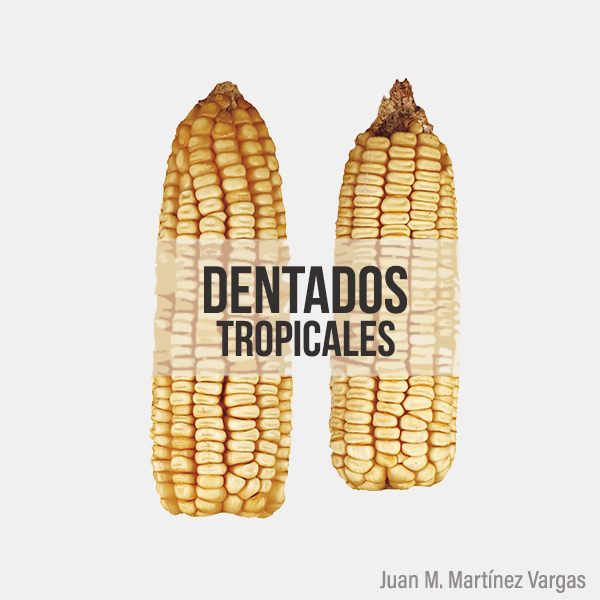 DENTADOS
TROPICALES
Juan M. Martínez Vargas